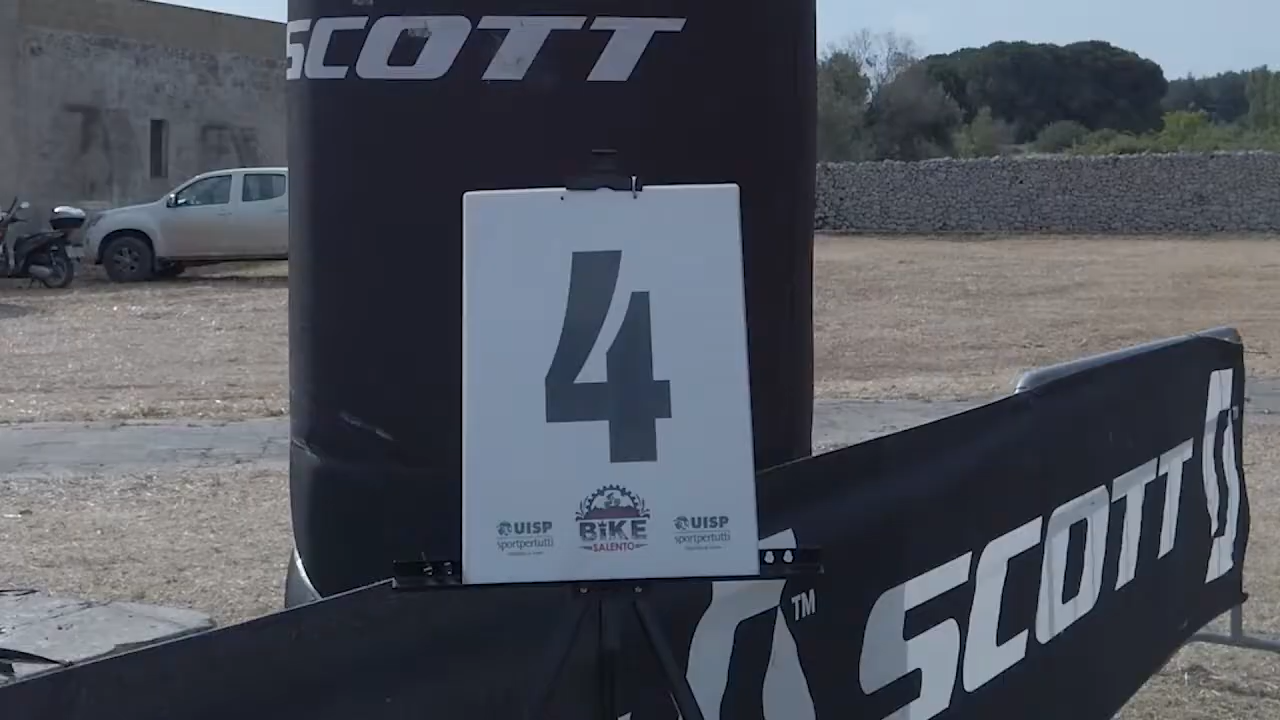 SCOTT
4
UISP
sportpertutti
BIKE
SALENTO
UISP
sportpertutti
TM
SCOTT